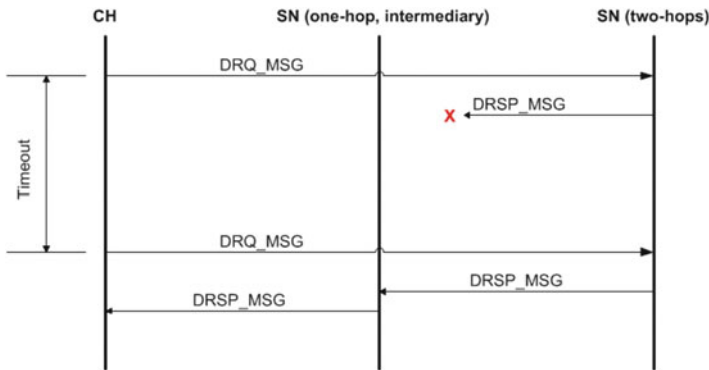 CH
SN (one-hop, intermediary)
SN (two-hops)
DRQ_MSG
X
DRSP_MSG
Timeout
DRQ_MSG
DRSP_MSG
DRSP_MSG